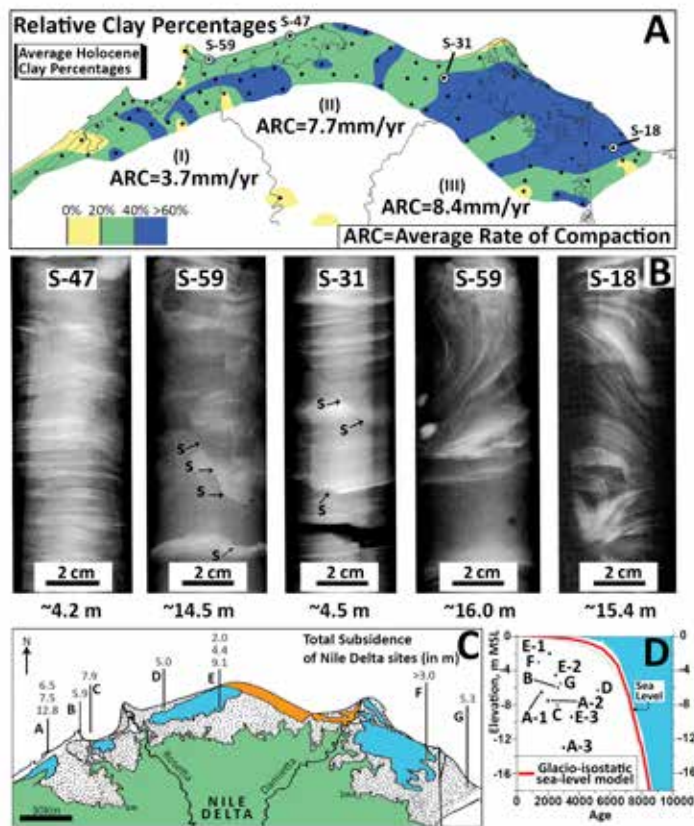 Relative Clay Percentages
A
Average Holocene
Clay Percentages
S-59
S-47
S-31
S-18
(I)
ARC=3.7mm/yr
(II)
ARC=7.7mm/yr
(III)
ARC=8.4mm/yr
0% 20% 40% >60%
ARC=Average Rate of Compaction
B
S-47
S-59
S-31
S-59
S-18
S
S
S
S
S
S
S
2 cm
2 cm
2 cm
2 cm
2 cm
~4.2 m
~14.5 m
~4.5 m
~16.0 m
~15.4 m
C
Total Subsidence
of Nile Delta sites (in m)
N
6.5
7.5
12.8
A
5.9
B
7.9
C
5.0
D
2.0
4.4
9.1
E
>3.0
F
5.3
G
Rosetta
Damietta
NILE
DELTA
D
Elevation, m MSL
0
-4
-8
-12
-16
0
-4
-8
-12
-16
E-1
F
E-2
B
G
D
A-2
A-1
C
E-3
A-3
Sea
Level
Glacio-isostatic
sea-level model
0 2000 4000 6000 8000 10000
Age